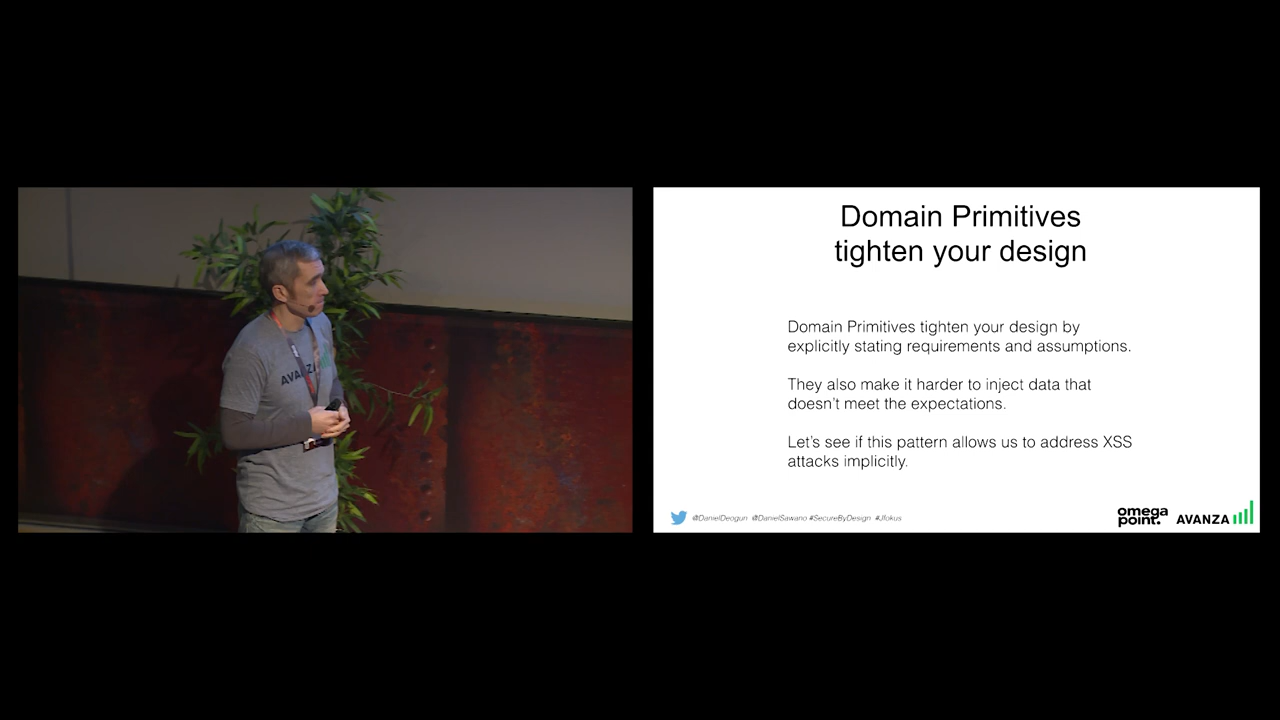 AVANZA
Domain Primitives
tighten your design
Domain Primitives tighten your design by
explicitly stating requirements and assumptions.
They also make it harder to inject data that
doesn't meet the expectations.
Let's see if this pattern allows us to address XSS
attacks implicitly.
@DanielDeogun @DanielSawano #SecureByDesign #Jfokus
omega
point.
AVANZA